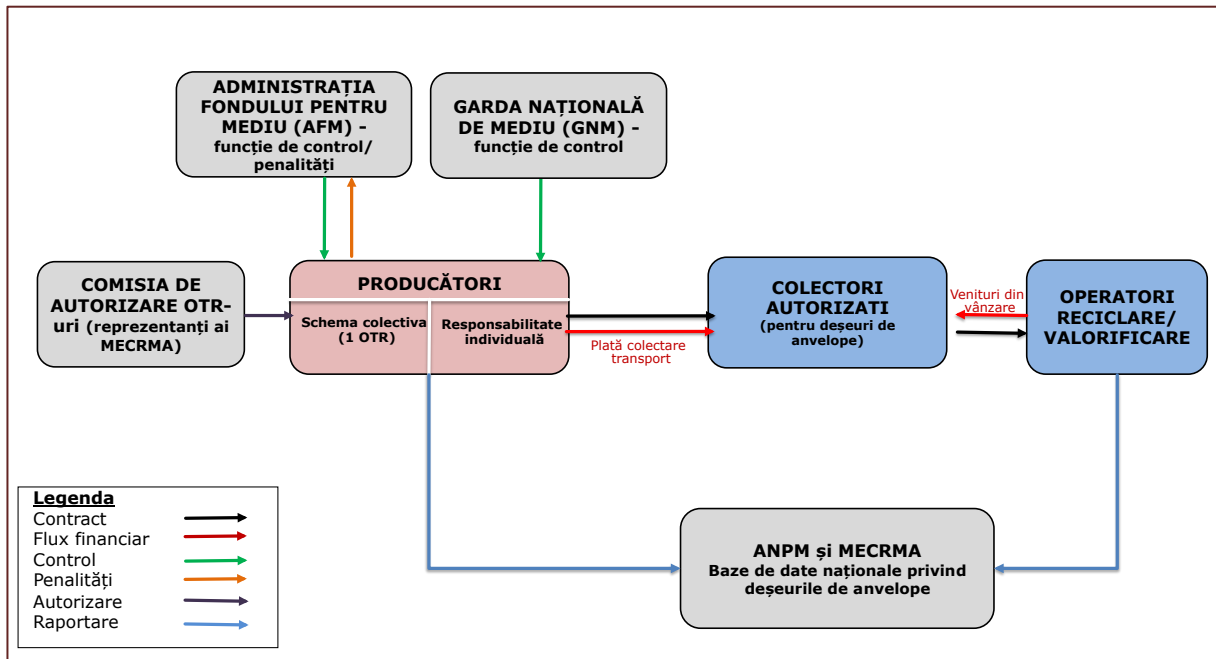 ADMINISTRAȚIA
FONDULUI PENTRU
MEDIU (AFM) -
funcție de control/
penalități
GARDA NAȚIONALĂ
DE MEDIU (GNM) -
funcție de control
COMISIA DE
AUTORIZARE OTR-
uri (reprezentanți ai
MECRMA)
PRODUCĂTORI
Schema colectiva
(1 OTR)
Responsabilitate
individuală
Plată colectare
transport
COLECTORI
AUTORIZATI
(pentru deșeuri de
anvelope)
Venituri din
vânzare
OPERATORI
RECICLARE/
VALORIFICARE
Legenda
Contract
Flux financiar
Control
Penalități
Autorizare
Raportare
ANPM și MECRMA
Baze de date naționale privind
deșeurile de anvelope